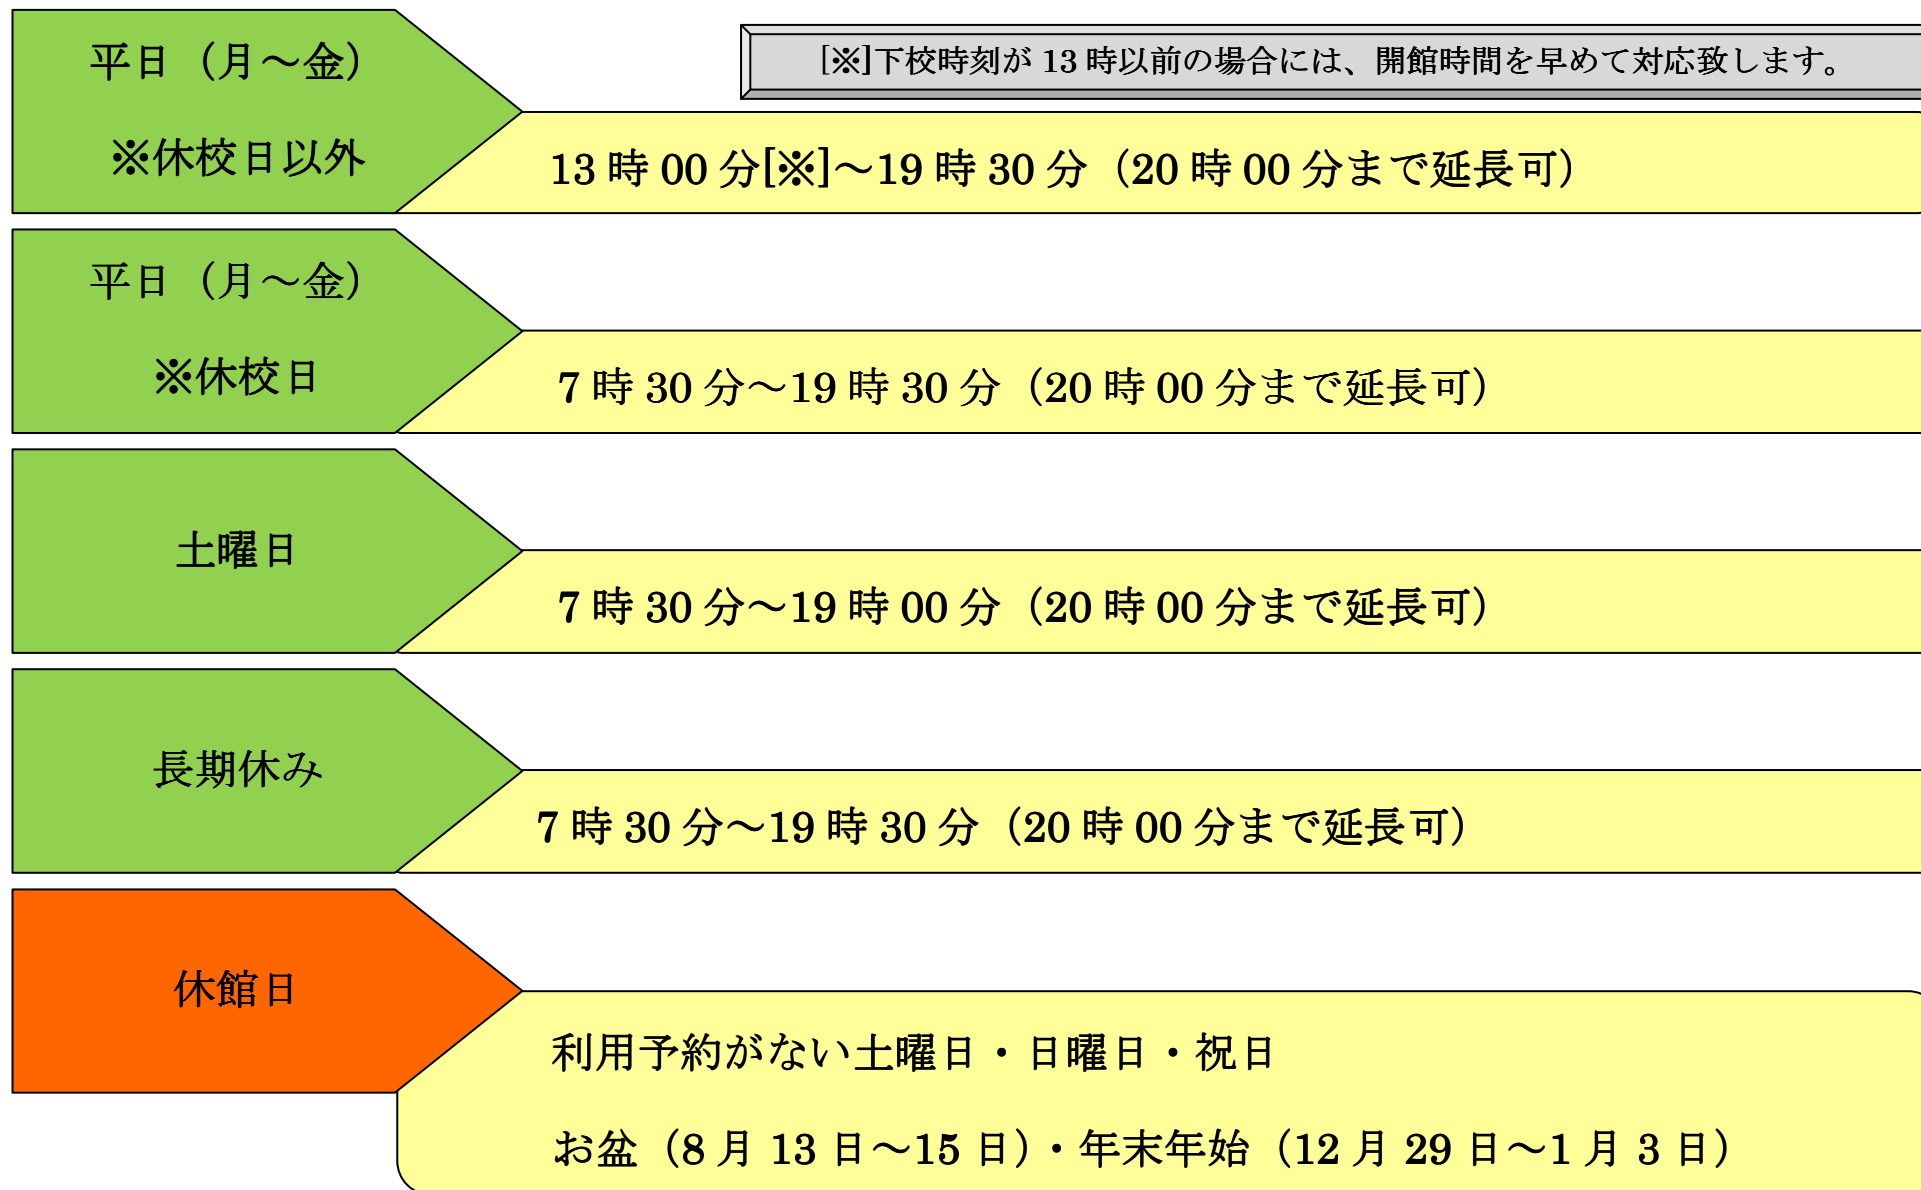 平日（月～金）
※休校日以外
[※]下校時刻が 13 時以前の場合には、開館時間を早めて対応致します。
13 時 00 分[※]～19 時 30 分（20 時 00 分まで延長可）
平日（月～金）
※休校日
7 時 30 分～19 時 30 分（20 時 00 分まで延長可）
土曜日
7 時 30 分～19 時 00 分（20 時 00 分まで延長可）
長期休み
7 時 30 分～19 時 30 分（20 時 00 分まで延長可）
休館日
利用予約がない土曜日・日曜日・祝日
お盆（8 月 13 日～15 日）・年末年始（12 月 29 日～1 月 3 日）